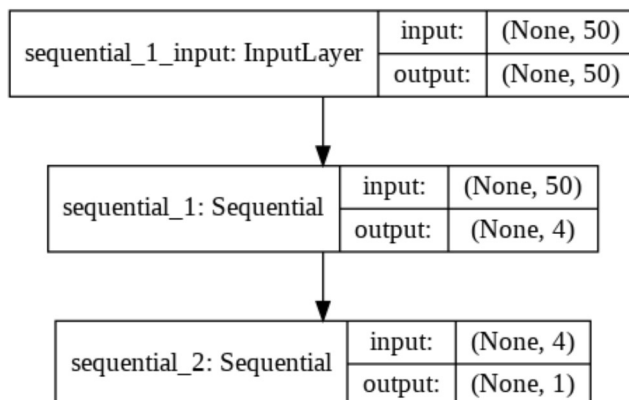 sequential_1_input: InputLayer
input: (None, 50)
output: (None, 50)
sequential_1: Sequential
input: (None, 50)
output: (None, 4)
sequential_2: Sequential
input: (None, 4)
output: (None, 1)